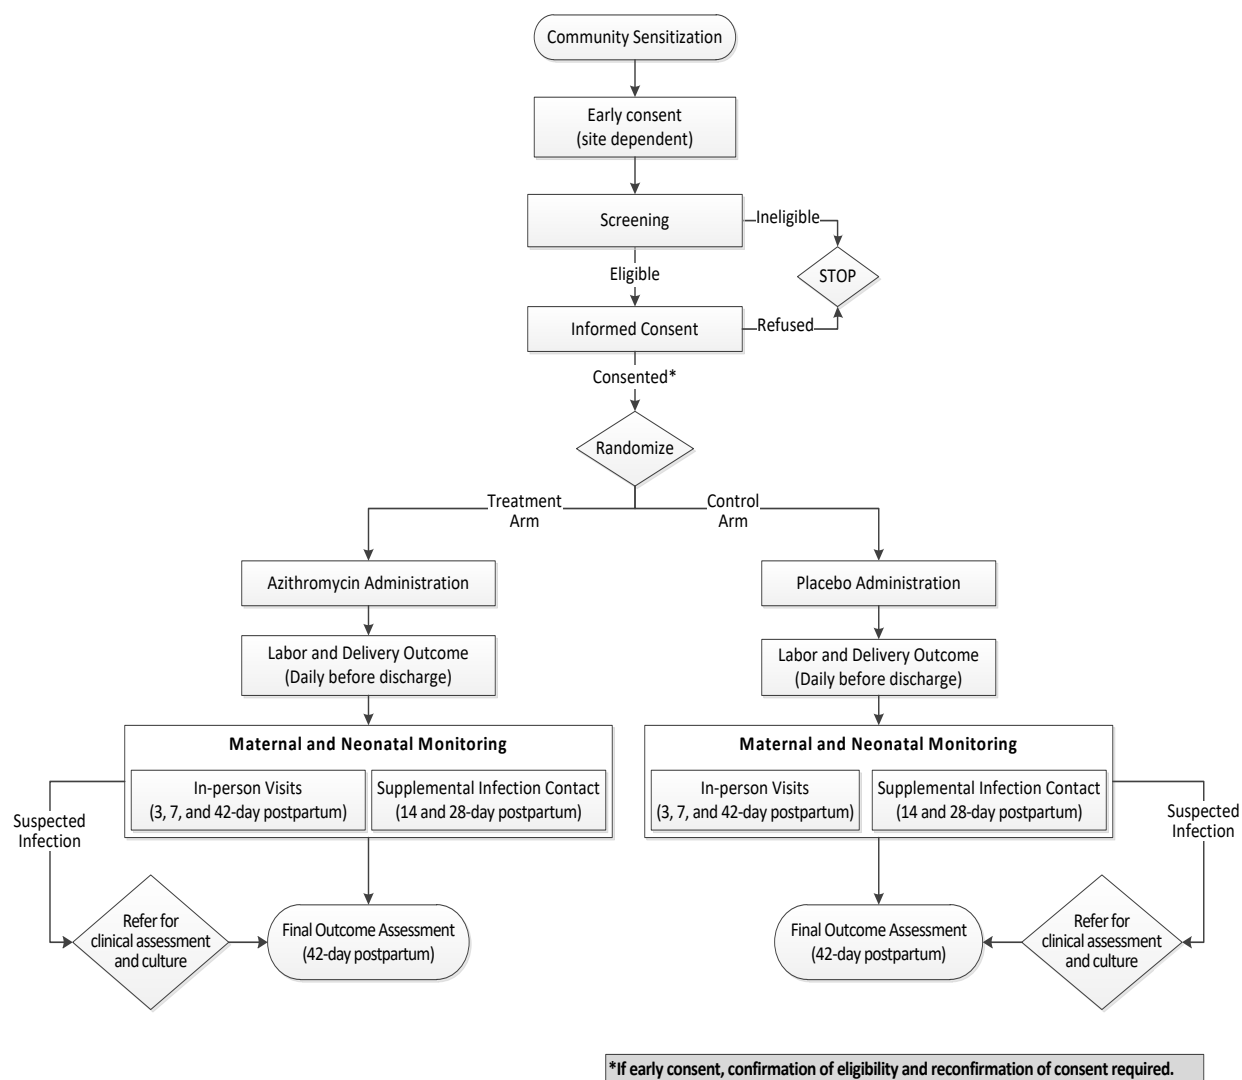 Community Sensitization
Early consent
(site dependent)
Screening
Ineligible
STOP
Eligible
Informed Consent
Refused
Consented*
Randomize
Treatment
Arm
Control
Arm
Azithromycin Administration
Placebo Administration
Labor and Delivery Outcome
(Daily before discharge)
Labor and Delivery Outcome
(Daily before discharge)
Maternal and Neonatal Monitoring
In-person Visits
(3, 7, and 42-day postpartum)
Supplemental Infection Contact
(14 and 28-day postpartum)
Maternal and Neonatal Monitoring
In-person Visits
(3, 7, and 42-day postpartum)
Supplemental Infection Contact
(14 and 28-day postpartum)
Suspected
Infection
Suspected
Infection
Refer for
clinical assessment
and culture
Final Outcome Assessment
(42-day postpartum)
Final Outcome Assessment
(42-day postpartum)
Refer for
clinical assessment
and culture
*If early consent, confirmation of eligibility and reconfirmation of consent required.